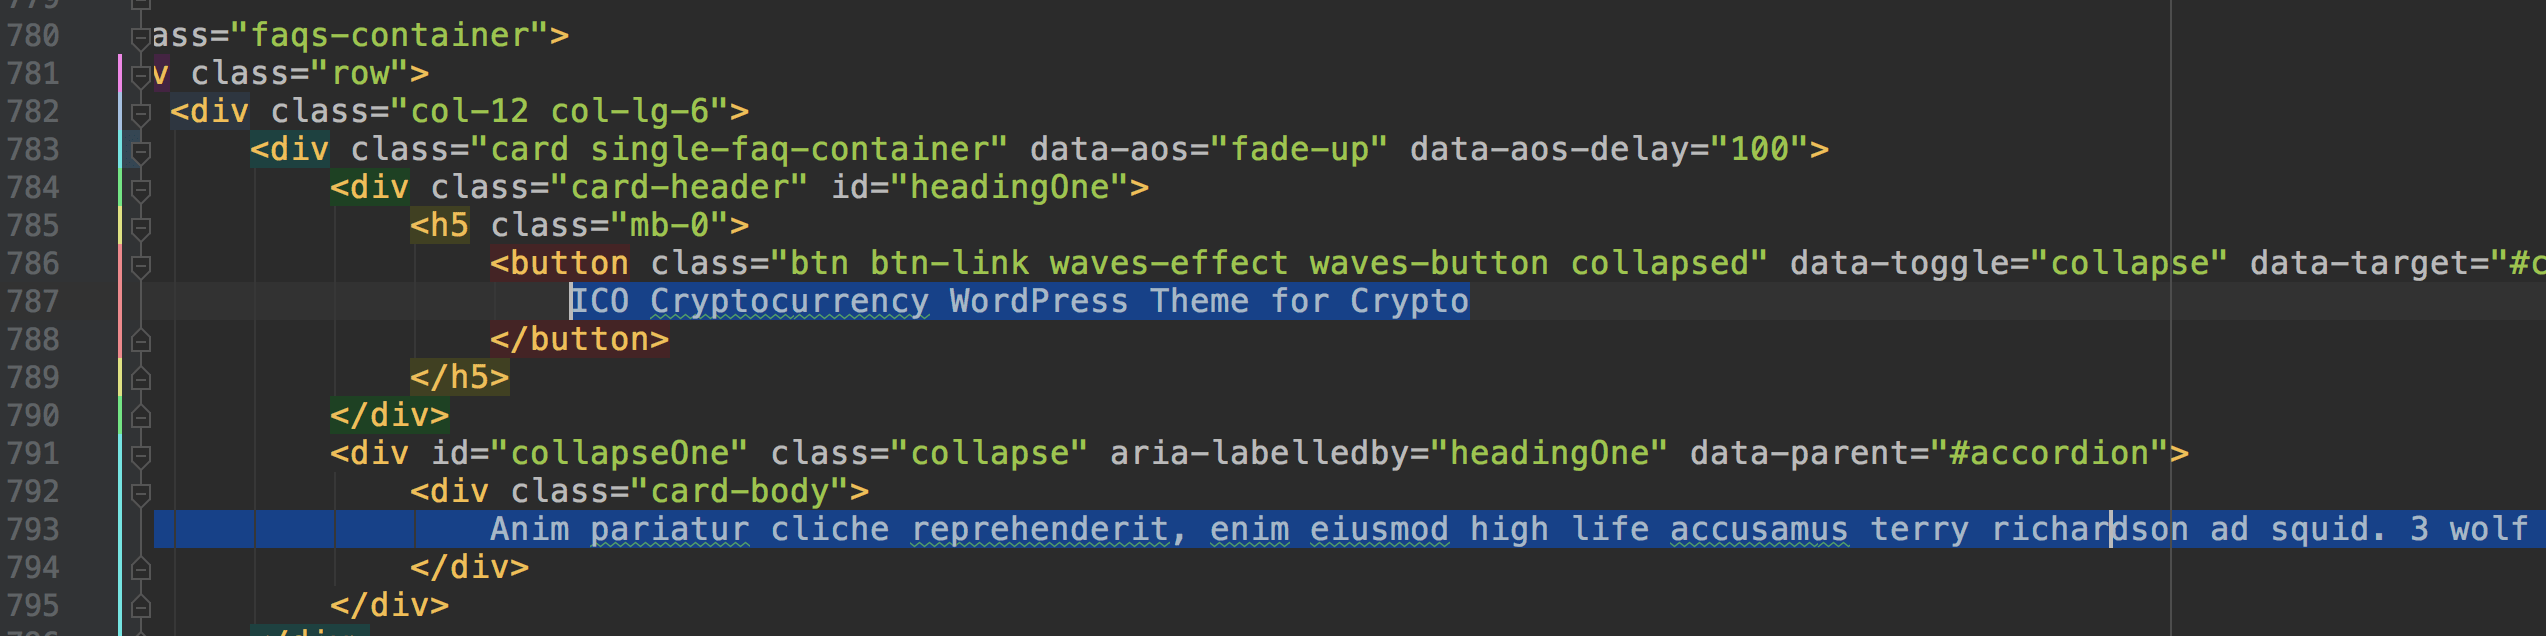 779
780 ass="faqs-container">
781 v class="row">
782 <div class="col-12 col-lg-6">
783 <div class="card single-faq-container" data-aos="fade-up" data-aos-delay="100">
784 <div class="card-header" id="headingOne">
785 <h5 class="mb-0">
786 <button class="btn btn-link waves-effect waves-button collapsed" data-toggle="collapse" data-target="#c
787 ICO Cryptocurrency WordPress Theme for Crypto
788 </button>
789 </h5>
790 </div>
791 <div id="collapseOne" class="collapse" aria-labelledby="headingOne" data-parent="#accordion">
792 <div class="card-body">
793 Anim pariatur cliche reprehenderit, enim eiusmod high life accusamus terry richardson ad squid. 3 wolf
794 </div>
795 </div>
796 </div>